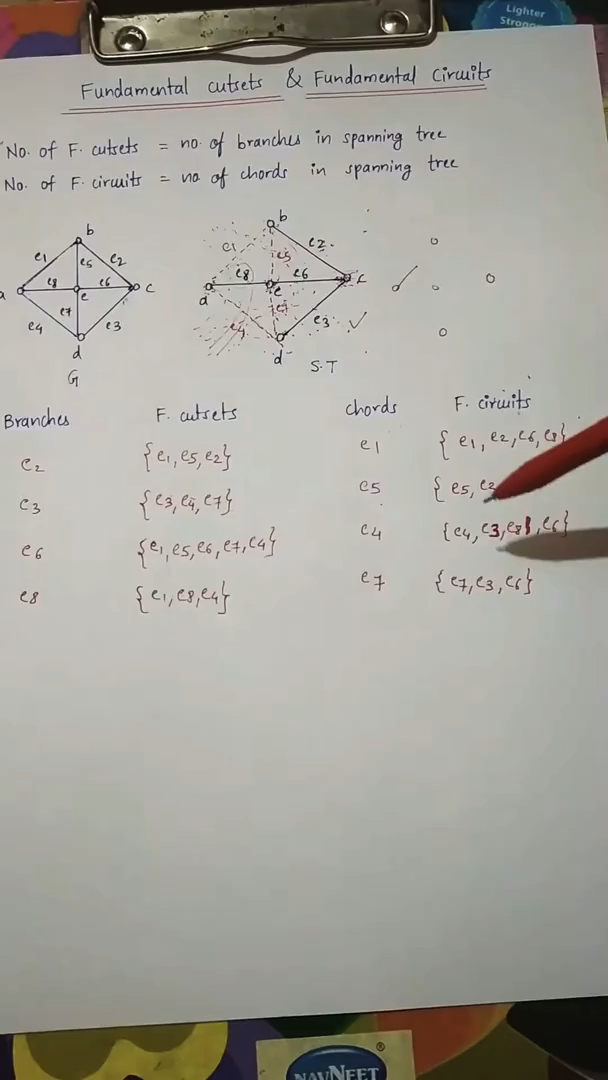 Lighter
Fundamental cutsets & Fundamental Circuits
No. of F. cutsets = no. of branches in spanning tree
No. of F. circuits = no of chords in spanning tree
b
e1 e5 e2
a e8 e6 c
e
e7
e4 e3
d
G
b
e1 e2
e5
e8 e6 c
a e
e7
e4 e3
d
S.T
Branches F. cutsets chords F. circuits
e2 {e1, e5, e2} e1 {e1, e2, e6, e8}
e3 {e3, e4, e7} e5 {e5, e2
e6 {e1, e5, e6, e7, e4} e4 {e4, e3, e8, e6}
e8 {e1, e8, e4} e7 {e7, e3, e6}
NAVNEET